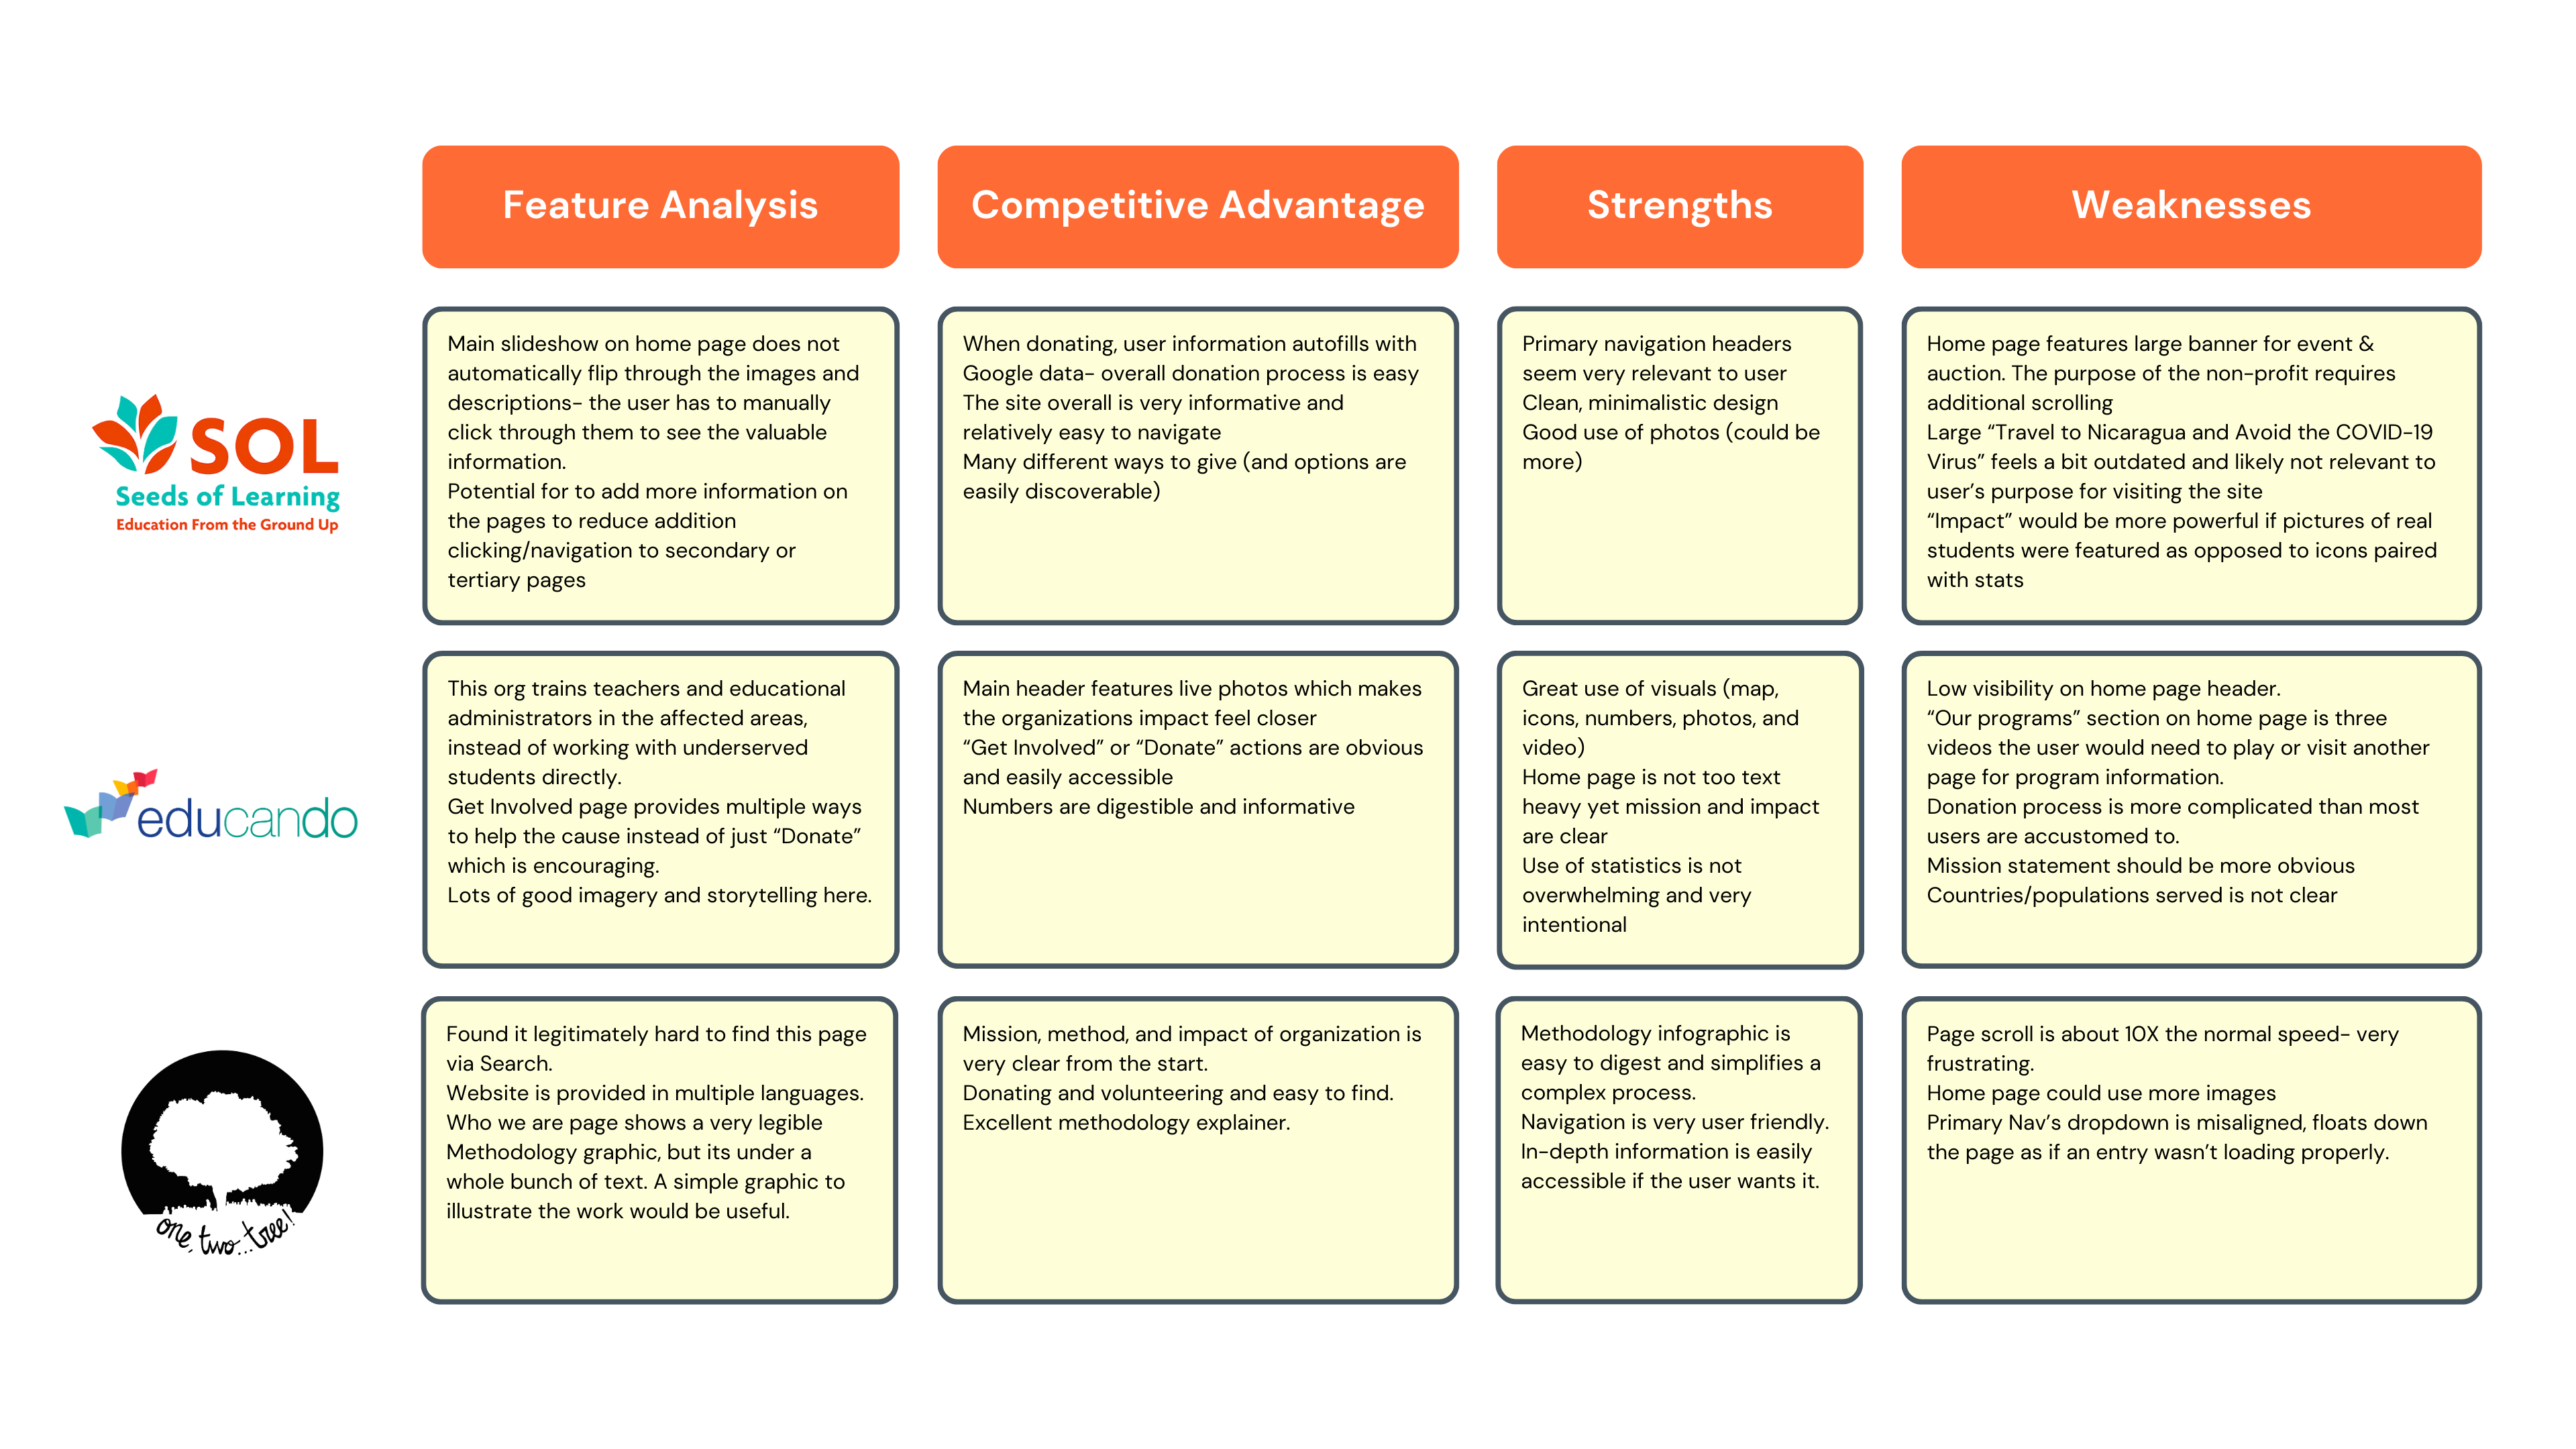 Feature Analysis
Competitive Advantage
Strengths
Weaknesses
SOL
Seeds of Learning
Education From the Ground Up
Main slideshow on home page does not
automatically flip through the images and
descriptions- the user has to manually
click through them to see the valuable
information.
Potential for to add more information on
the pages to reduce addition
clicking/navigation to secondary or
tertiary pages
When donating, user information autofills with
Google data- overall donation process is easy
The site overall is very informative and
relatively easy to navigate
Many different ways to give (and options are
easily discoverable)
Primary navigation headers
seem very relevant to user
Clean, minimalistic design
Good use of photos (could be
more)
Home page features large banner for event &
auction. The purpose of the non-profit requires
additional scrolling
Large “Travel to Nicaragua and Avoid the COVID-19
Virus” feels a bit outdated and likely not relevant to
user’s purpose for visiting the site
“Impact” would be more powerful if pictures of real
students were featured as opposed to icons paired
with stats
educando
This org trains teachers and educational
administrators in the affected areas,
instead of working with underserved
students directly.
Get Involved page provides multiple ways
to help the cause instead of just “Donate”
which is encouraging.
Lots of good imagery and storytelling here.
Main header features live photos which makes
the organizations impact feel closer
“Get Involved” or “Donate” actions are obvious
and easily accessible
Numbers are digestible and informative
Great use of visuals (map,
icons, numbers, photos, and
video)
Home page is not too text
heavy yet mission and impact
are clear
Use of statistics is not
overwhelming and very
intentional
Low visibility on home page header.
“Our programs” section on home page is three
videos the user would need to play or visit another
page for program information.
Donation process is more complicated than most
users are accustomed to.
Mission statement should be more obvious
Countries/populations served is not clear
one, two...tree!
Found it legitimately hard to find this page
via Search.
Website is provided in multiple languages.
Who we are page shows a very legible
Methodology graphic, but its under a
whole bunch of text. A simple graphic to
illustrate the work would be useful.
Mission, method, and impact of organization is
very clear from the start.
Donating and volunteering and easy to find.
Excellent methodology explainer.
Methodology infographic is
easy to digest and simplifies a
complex process.
Navigation is very user friendly.
In-depth information is easily
accessible if the user wants it.
Page scroll is about 10X the normal speed- very
frustrating.
Home page could use more images
Primary Nav’s dropdown is misaligned, floats down
the page as if an entry wasn’t loading properly.